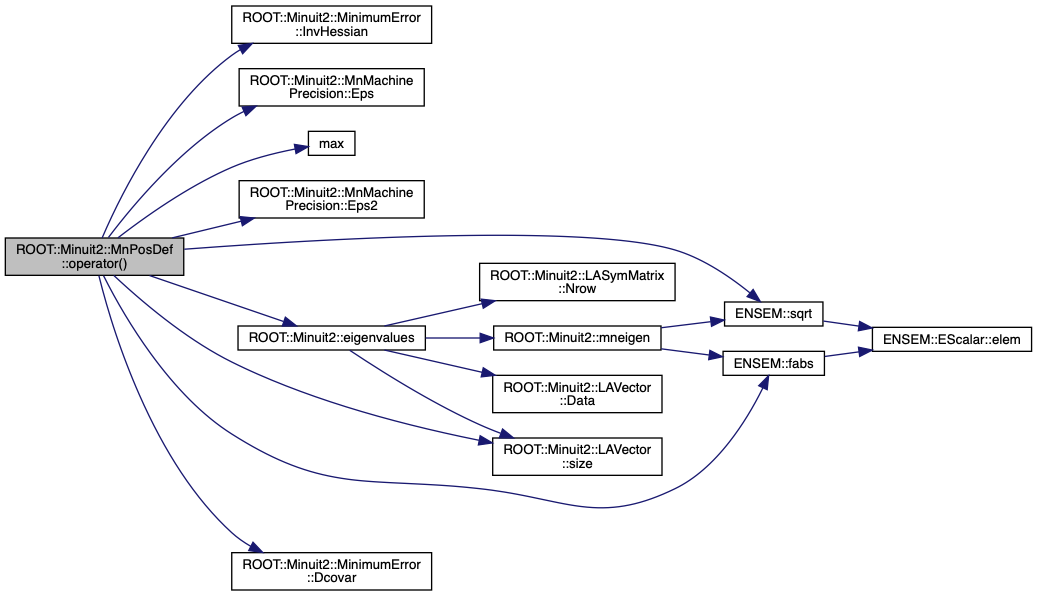 ROOT::Minuit2::MinimumError
::InvHessian
ROOT::Minuit2::MnMachine
Precision::Eps
max
ROOT::Minuit2::MnMachine
Precision::Eps2
ROOT::Minuit2::MnPosDef
::operator()
ROOT::Minuit2::LASymMatrix
::Nrow
ENSEM::sqrt
ROOT::Minuit2::eigenvalues
ROOT::Minuit2::mneigen
ENSEM::EScalar::elem
ENSEM::fabs
ROOT::Minuit2::LAVector
::Data
ROOT::Minuit2::LAVector
::size
ROOT::Minuit2::MinimumError
::Dcovar